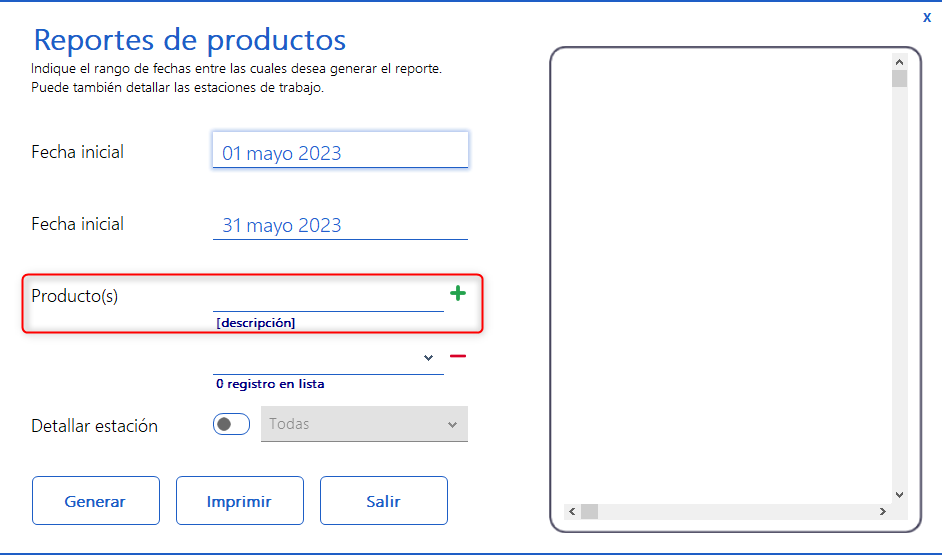 x
Reportes de productos
Indique el rango de fechas entre las cuales desea generar el reporte.
Puede también detallar las estaciones de trabajo.
Fecha inicial
01 mayo 2023
Fecha inicial
31 mayo 2023
Producto(s)
[descripción]
0 registro en lista
Detallar estación
Todas
Generar
Imprimir
Salir